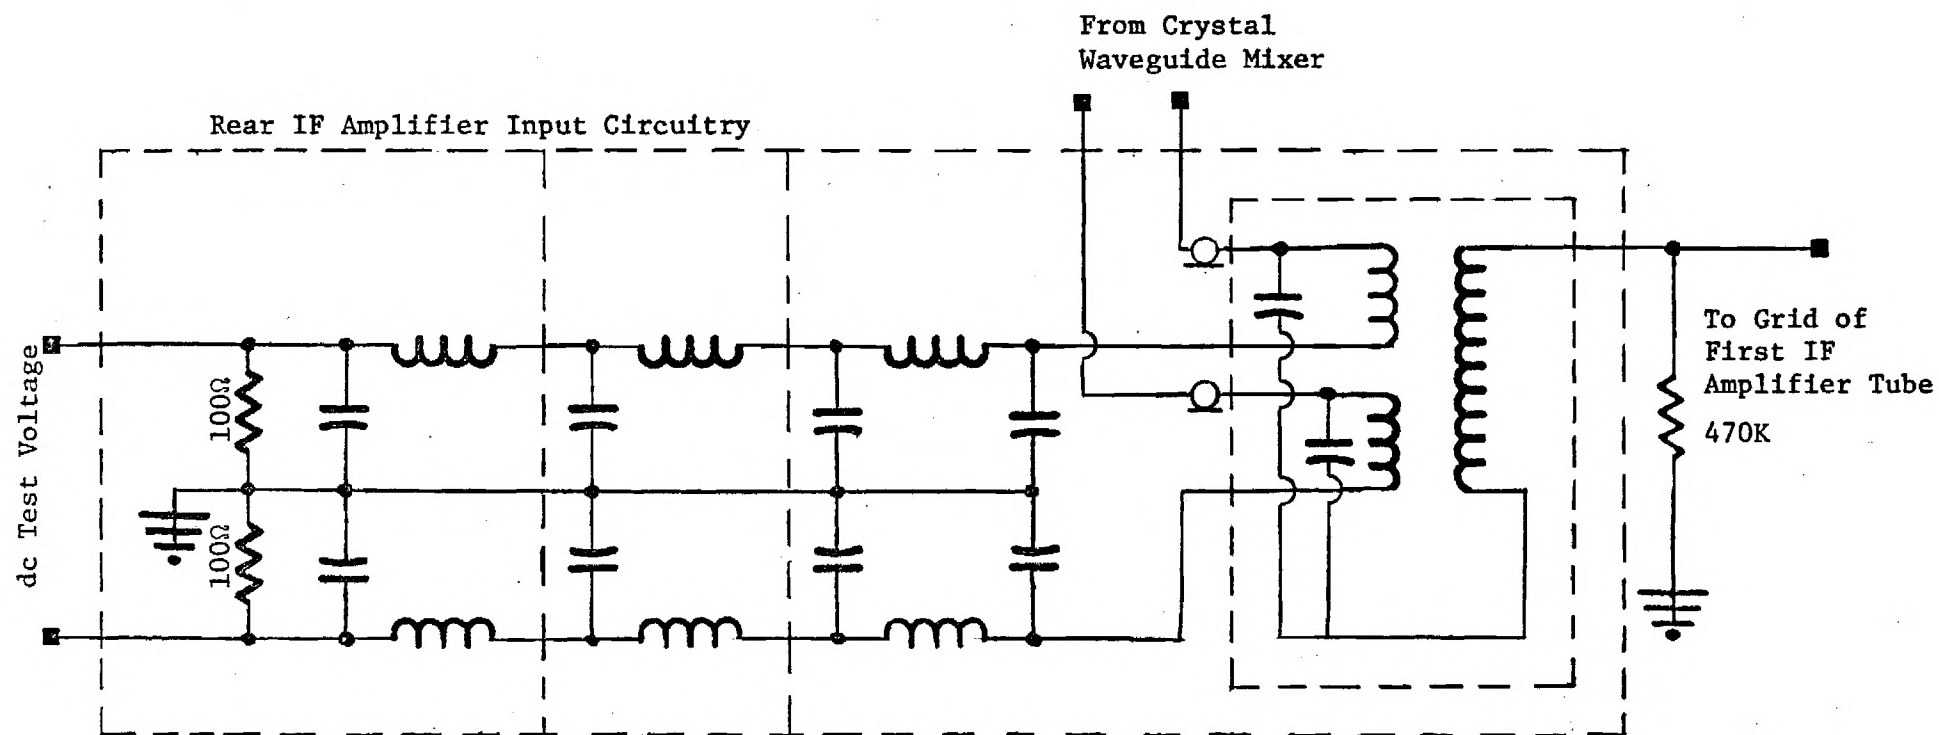 From Crystal
Waveguide Mixer
Rear IF Amplifier Input Circuitry
dc Test Voltage
100Ω
100Ω
To Grid of
First IF
Amplifier Tube
470K